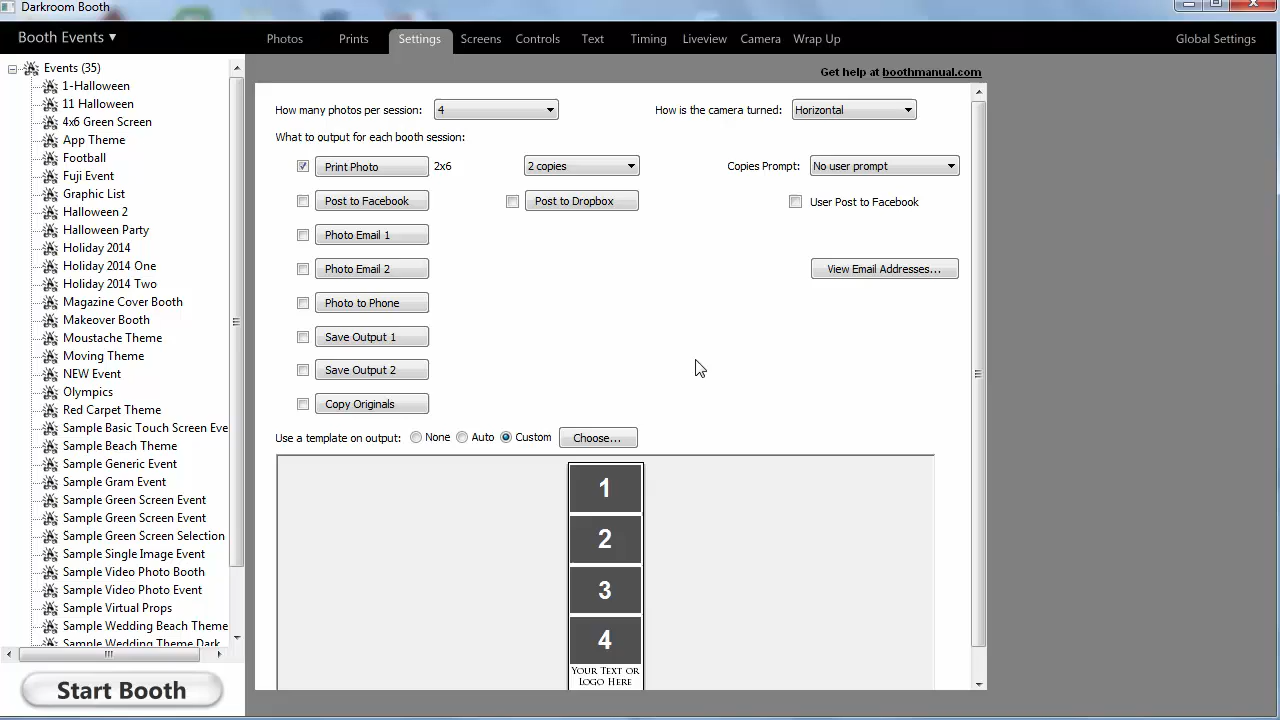 Darkroom Booth
Booth Events ▾
Photos Prints Settings Screens Controls Text Timing Liveview Camera Wrap Up Global Settings
Get help at boothmanual.com
Events (35)
1-Halloween
11 Halloween
4x6 Green Screen
App Theme
Football
Fuji Event
Graphic List
Halloween 2
Halloween Party
Holiday 2014
Holiday 2014 One
Holiday 2014 Two
Magazine Cover Booth
Makeover Booth
Moustache Theme
Moving Theme
NEW Event
Olympics
Red Carpet Theme
Sample Basic Touch Screen Eve
Sample Beach Theme
Sample Generic Event
Sample Gram Event
Sample Green Screen Event
Sample Green Screen Event
Sample Green Screen Selection
Sample Single Image Event
Sample Video Photo Booth
Sample Video Photo Event
Sample Virtual Props
Sample Wedding Beach Theme
Sample Wedding Theme Dark
Start Booth
How many photos per session: 4 How is the camera turned: Horizontal
What to output for each booth session:
Print Photo 2x6 2 copies Copies Prompt: No user prompt
Post to Facebook Post to Dropbox User Post to Facebook
Photo Email 1
Photo Email 2 View Email Addresses...
Photo to Phone
Save Output 1
Save Output 2
Copy Originals
Use a template on output: None Auto Custom Choose...
1
2
3
4
Your Text or
Logo Here